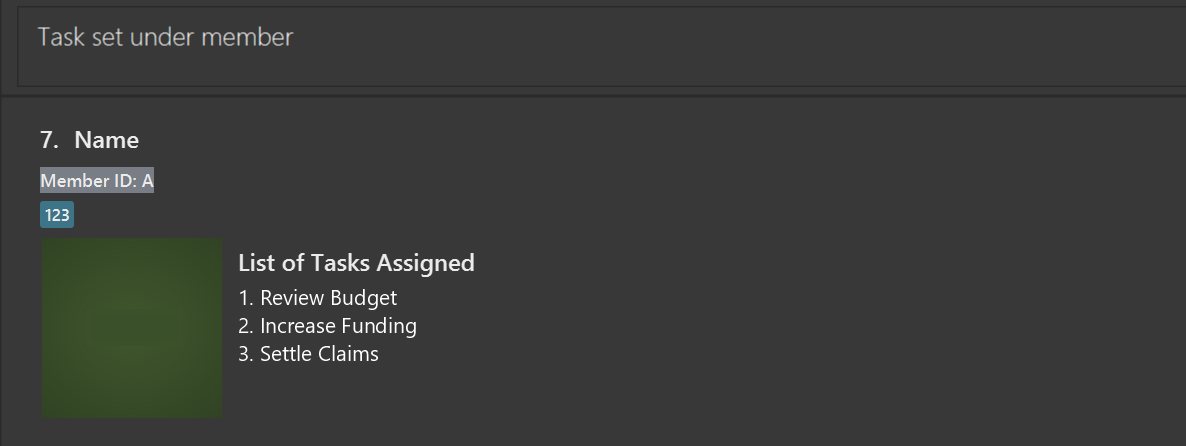 Task set under member
7. Name
Member ID: A
123
List of Tasks Assigned
1. Review Budget
2. Increase Funding
3. Settle Claims